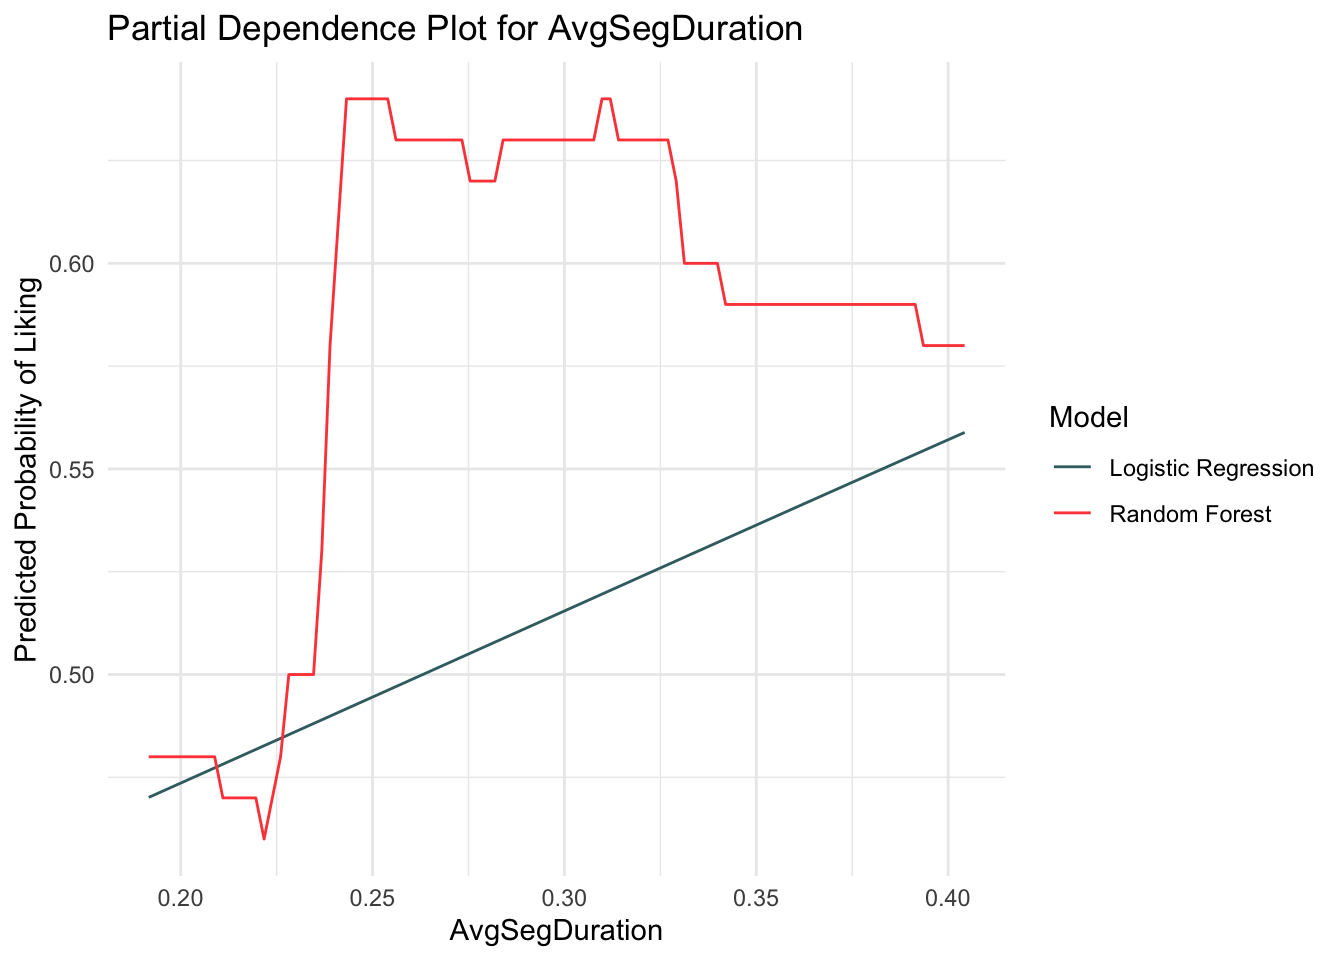 Partial Dependence Plot for AvgSegDuration
Predicted Probability of Liking
0.60
0.55
0.50
0.20 0.25 0.30 0.35 0.40
AvgSegDuration
Model
Logistic Regression
Random Forest